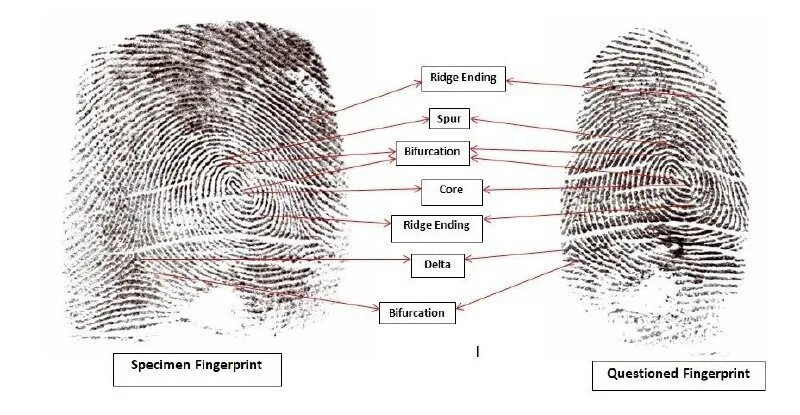 Ridge Ending
Spur
Bifurcation
Core
Ridge Ending
Delta
Bifurcation
Specimen Fingerprint
Questioned Fingerprint